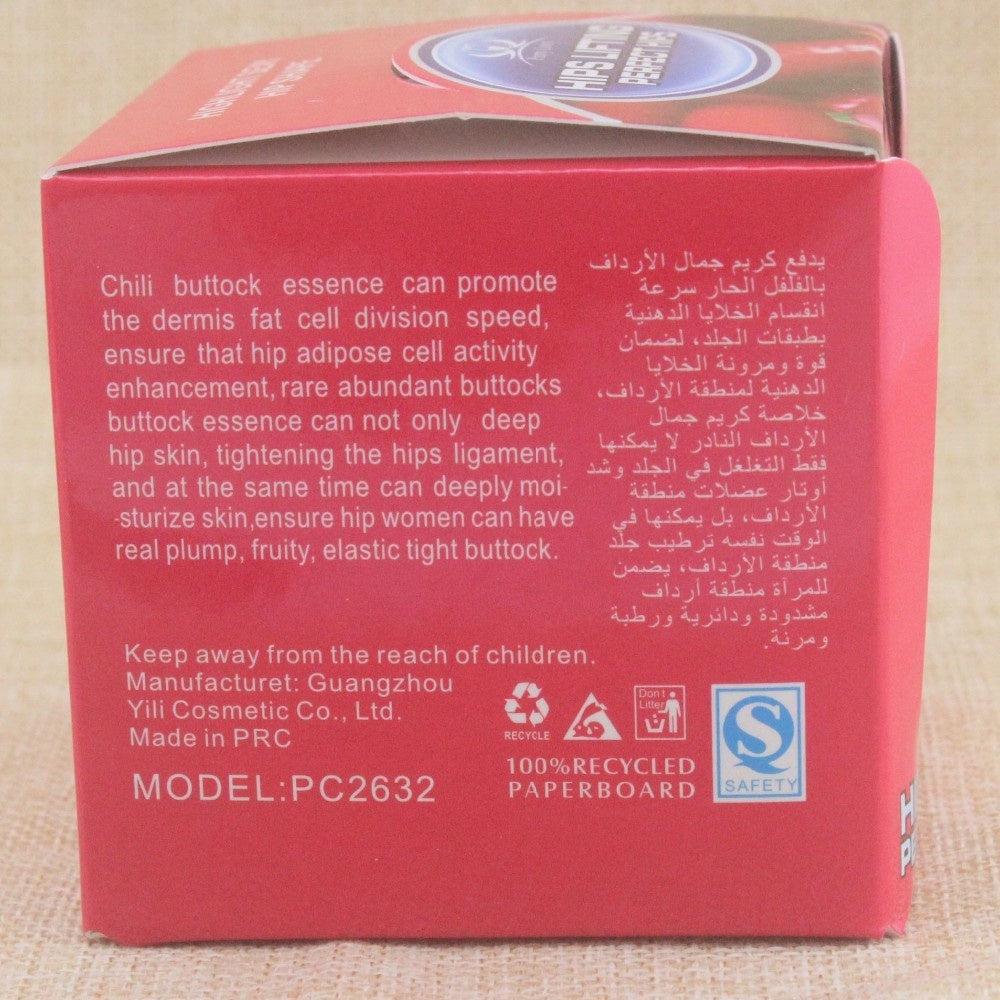 HIPS LIFTING
PERFECT HIPS
HIP SHAPE
Chili buttock essence can promote
the dermis fat cell division speed,
ensure that hip adipose cell activity
enhancement, rare abundant buttocks
buttock essence can not only deep
hip skin, tightening the hips ligament,
and at the same time can deeply moi-
-sturize skin,ensure hip women can have
real plump, fruity, elastic tight buttock.
يدفع كريم جمال الأرداف
بالفلفل الحار سرعة
انقسام الخلايا الدهنية
بطبقات الجلد، لضمان
قوة ومرونة الخلايا
الدهنية لمنطقة الأرداف،
خلاصة كريم جمال
الأرداف النادر لا يمكنها
فقط التغلغل في الجلد وشد
أوتار عضلات منطقة
الأرداف، بل يمكنها في
الوقت نفسه ترطيب جلد
منطقة الأرداف، يضمن
للمرأة منطقة أرداف
مشدودة ودائرية ورطبة
ومرنة.
Keep away from the reach of children.
Manufacturet: Guangzhou
Yili Cosmetic Co., Ltd.
Made in PRC
MODEL:PC2632
RECYCLE
Don t
Litter
100%RECYCLED
PAPERBOARD
S
SAFETY